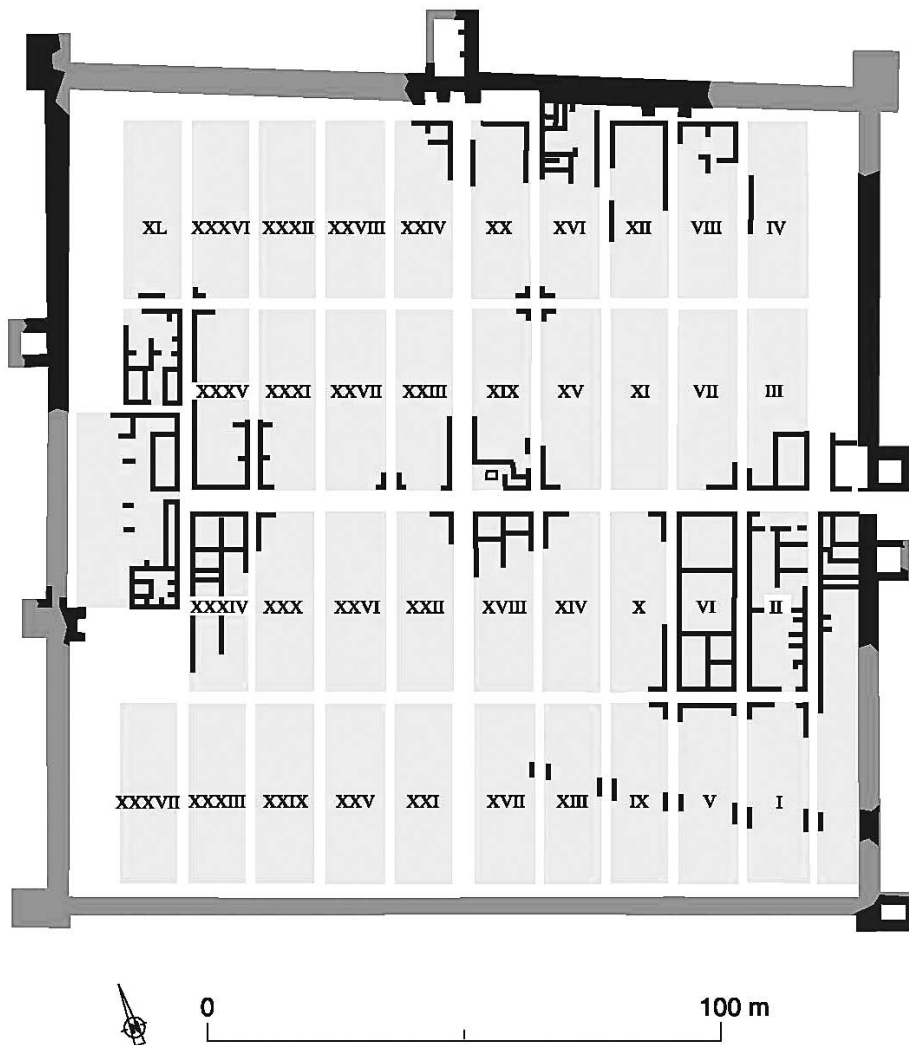 XL XXXVI XXXII XXVIII XXIV XX XVI XII VIII IV
XXXV XXXI XXVII XXIII XIX XV XI VII III
XXXIV XXX XXVI XXII XVIII XIV X VI II
XXXVII XXXIII XXIX XXV XXI XVII XIII IX V I
N
0 100 m